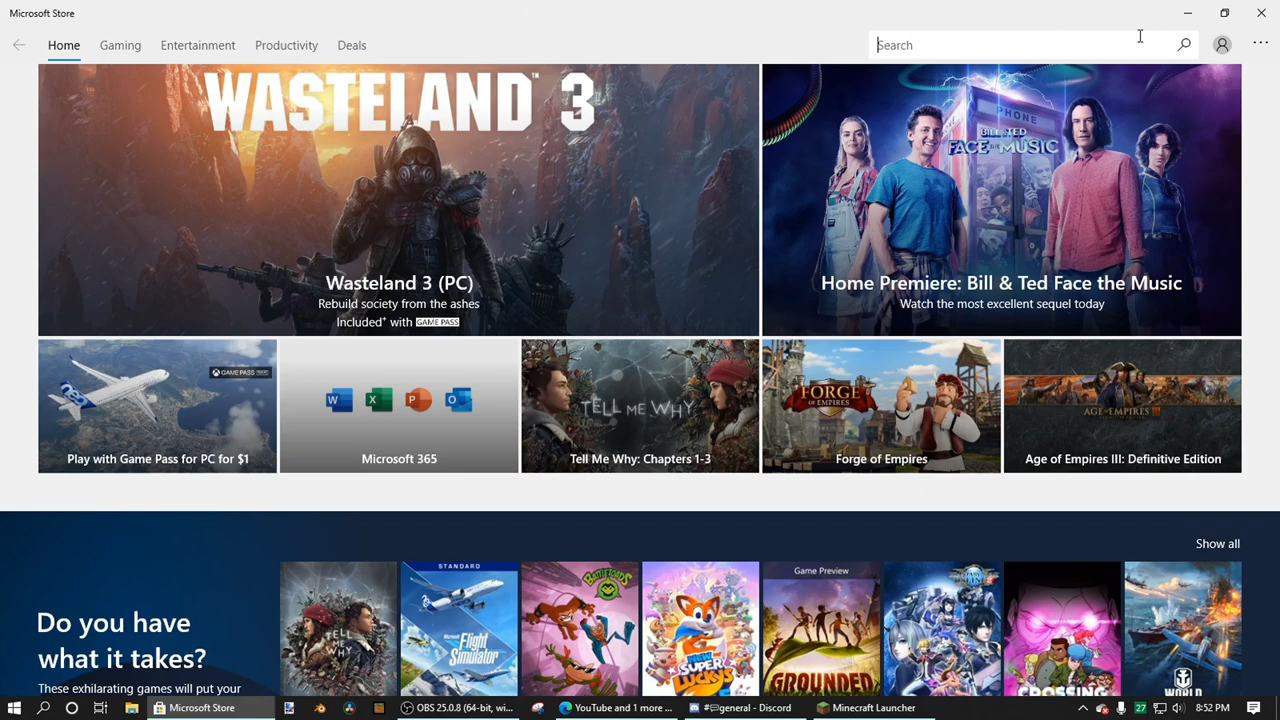 Microsoft Store
Home
Gaming
Entertainment
Productivity
Deals
Search
WASTELAND 3
Wasteland 3 (PC)
Rebuild society from the ashes
Included⁺ with GAME PASS
PHONE
BILL & TED
FACE THE MUSIC
Home Premiere: Bill & Ted Face the Music
Watch the most excellent sequel today
XBOX GAME PASS
Play with Game Pass for PC for $1
Microsoft 365
TELL ME WHY
Tell Me Why: Chapters 1-3
FORGE
OF EMPIRES
Forge of Empires
AGE OF EMPIRES III
Age of Empires III: Definitive Edition
Show all
Do you have
what it takes?
These exhilarating games will put your
TELL
WHY
STANDARD
Microsoft
Flight
Simulator
BATTLETOADS
NEW
SUPER
LUCKY'S
Game Preview
GROUNDED
CROSSING
WORLD
Microsoft Store
OBS 25.0.8 (64-bit, wi...
YouTube and 1 more ...
#general - Discord
Minecraft Launcher
27
8:52 PM